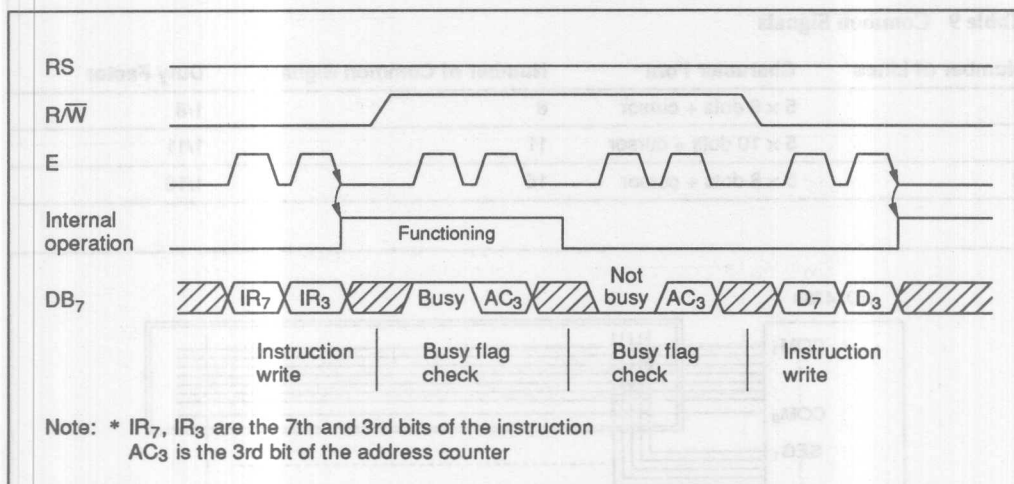 RS
R/W̅
E
Internal
operation
Functioning
DB₇
IR₇ IR₃ Busy AC₃ Not busy AC₃ D₇ D₃
Instruction write
Busy flag check
Busy flag check
Instruction write
Note: * IR₇, IR₃ are the 7th and 3rd bits of the instruction
AC₃ is the 3rd bit of the address counter